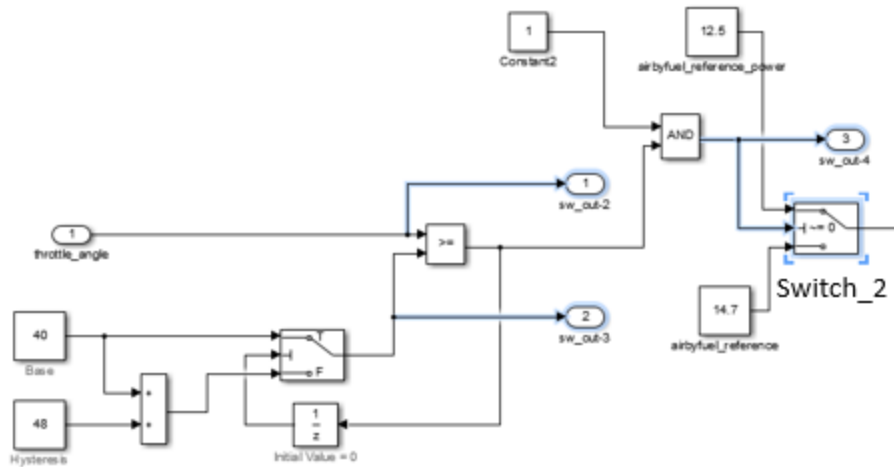 1
Constant2
12.5
airbyfuel_reference_power
AND
3
sw_out-4
1
sw_out-2
1
throttle_angle
>=
~= 0
Switch_2
14.7
airbyfuel_reference
2
sw_out-3
40
Base
T
F
+
+
48
Hysteresis
1
z
Initial Value = 0